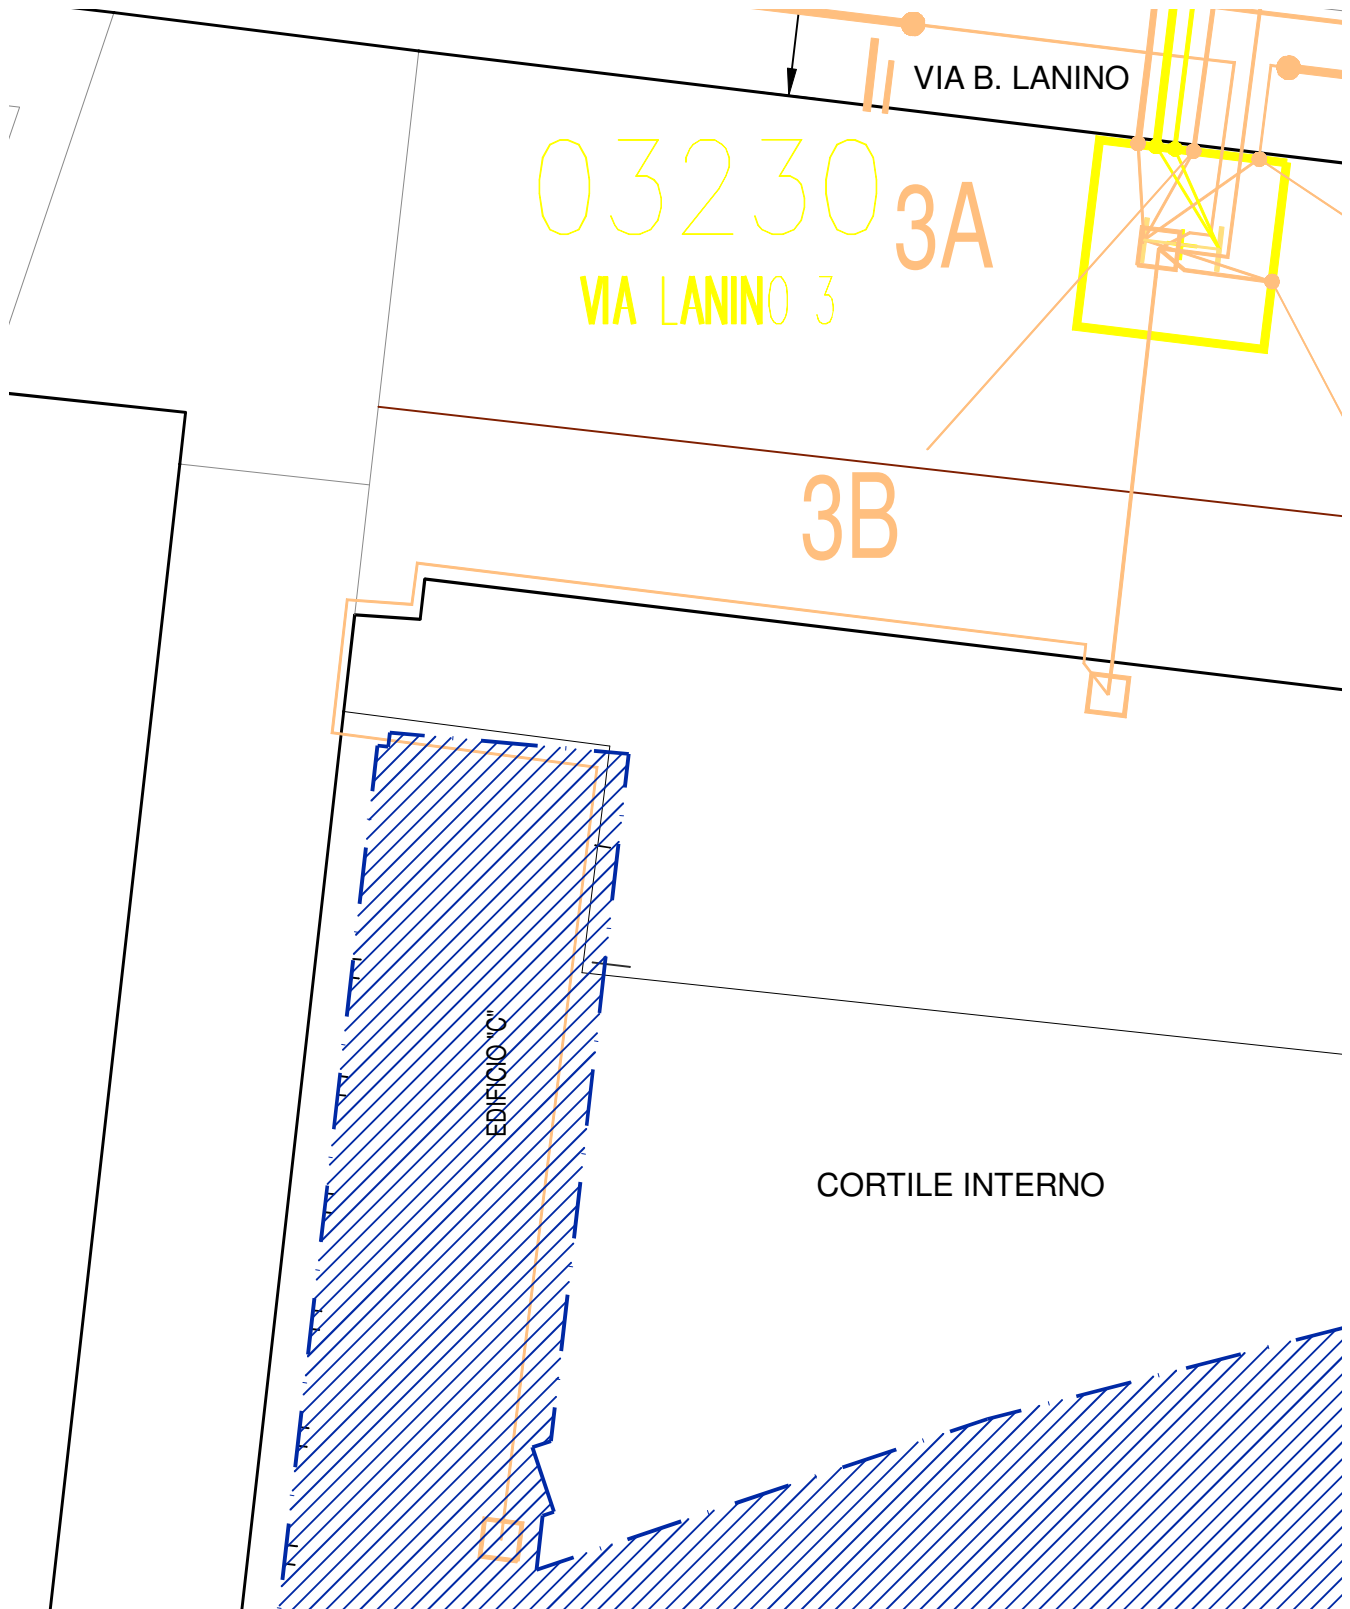 VIA B. LANINO
03230
3A
VIA LANINO 3
3B
EDIFICIO "C"
CORTILE INTERNO